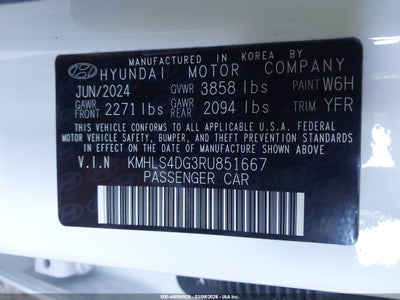 MANUFACTURED IN KOREA BY
HYUNDAI MOTOR COMPANY
JUN/2024 GVWR 3858 lbs PAINT W6H
GAWR FRT 2271 lbs GAWR RR 2094 lbs TRIM YFR
THIS VEHICLE CONFORMS TO ALL APPLICABLE U.S. FEDERAL
MOTOR VEHICLE SAFETY, BUMPER, AND THEFT PREVENTION
STANDARDS IN EFFECT ON THE DATE OF MANUFACTURE SHOWN ABOVE.
V.I.N KMHLS4DG3RU851667
PASSENGER CAR